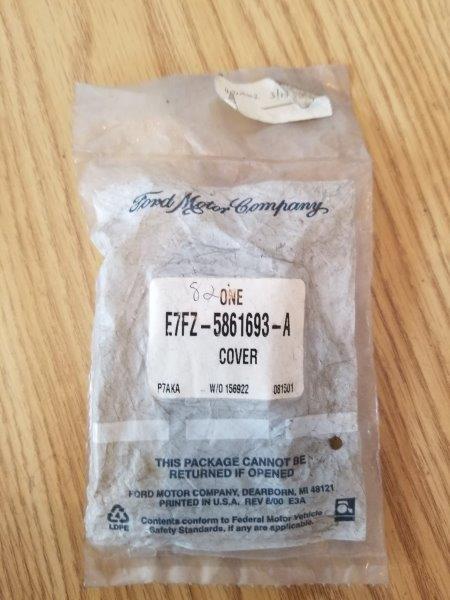 Ford Motor Company
82 ONE
E7FZ-5861693-A
COVER
P7AKA W/O 156922 081501
THIS PACKAGE CANNOT BE
RETURNED IF OPENED
FORD MOTOR COMPANY, DEARBORN, MI 48121
PRINTED IN U.S.A. REV 8/00 E3A
Contents conform to Federal Motor Vehicle
Safety Standards, if any are applicable.
LDPE